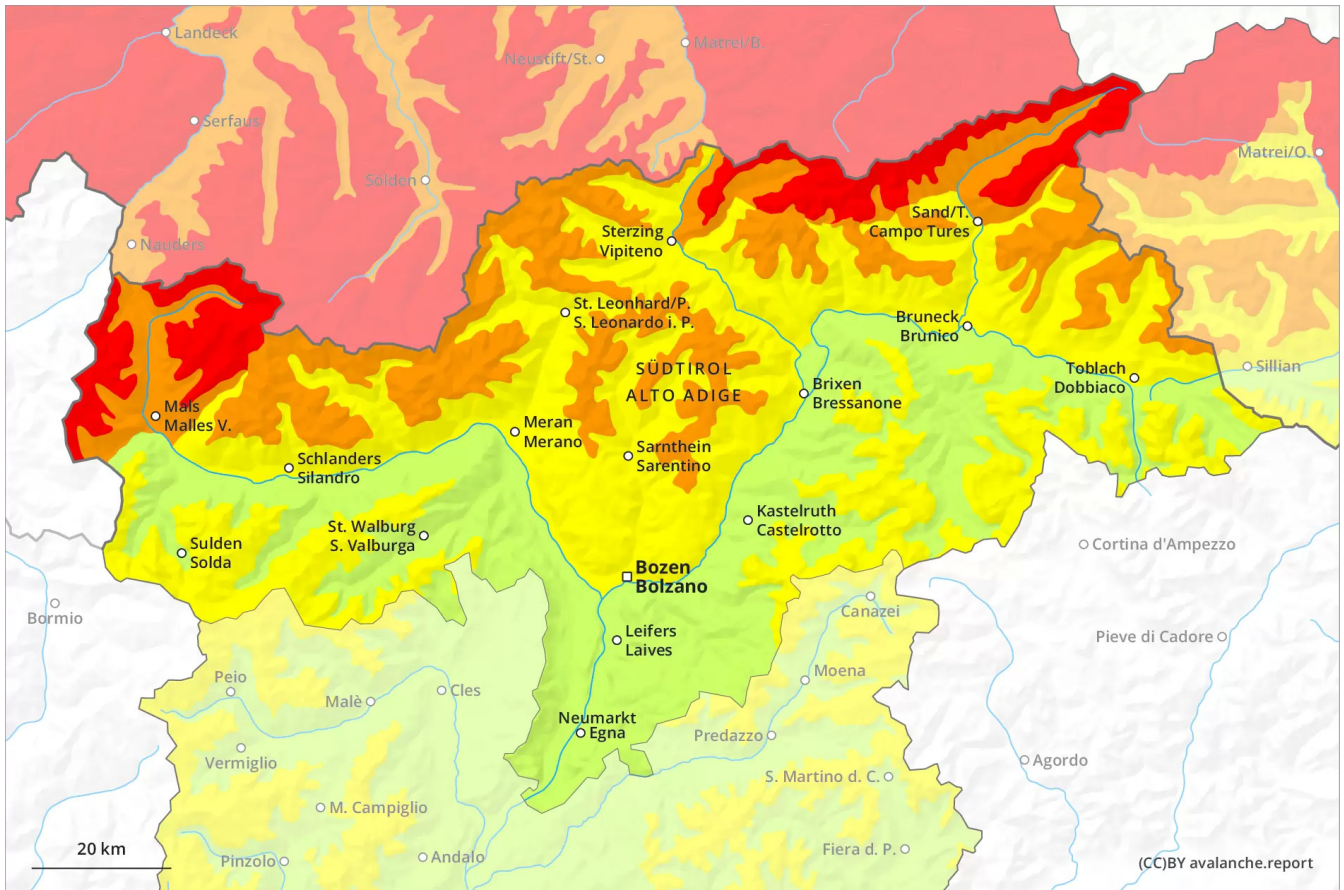 Landeck
Matrei/B.
Neustift/St.
Serfaus
Matrei/O.
Sölden
Sand/T.
Campo Tures
Sterzing
Vipiteno
Nauders
St. Leonhard/P.
S. Leonardo i. P.
Bruneck
Brunico
SÜDTIROL
ALTO ADIGE
Toblach
Dobbiaco
Sillian
Brixen
Bressanone
Mals
Malles V.
Meran
Merano
Schlanders
Silandro
Sarnthein
Sarentino
Kastelruth
Castelrotto
St. Walburg
S. Valburga
Sulden
Solda
Cortina d'Ampezzo
Bozen
Bolzano
Bormio
Canazei
Leifers
Laives
Pieve di Cadore
Peio
Moena
Malè
Cles
Neumarkt
Egna
Predazzo
Vermiglio
Agordo
S. Martino d. C.
M. Campiglio
20 km
Pinzolo
Andalo
Fiera d. P.
(CC)BY avalanche.report